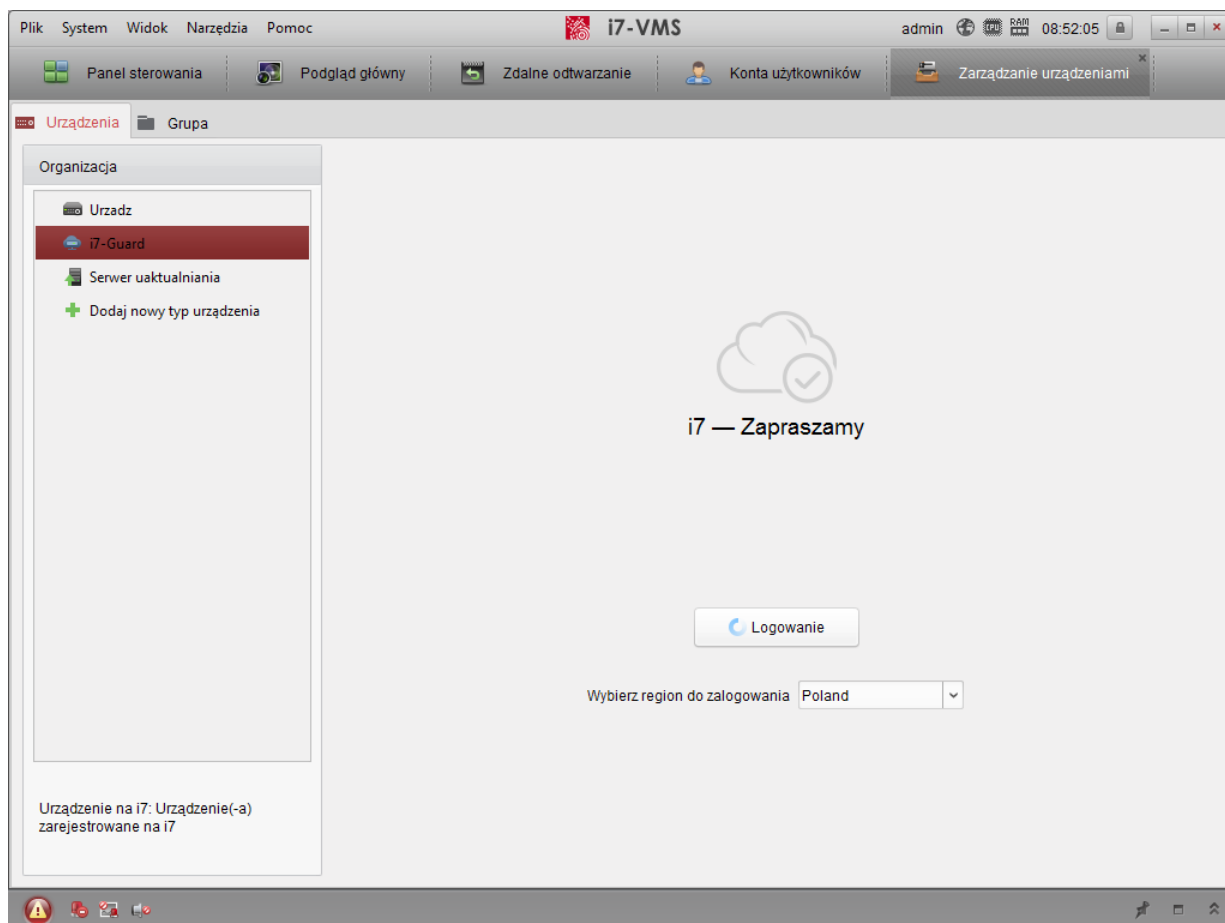 Plik System Widok Narzędzia Pomoc i7-VMS admin CPU RAM 08:52:05
Panel sterowania Podgląd główny Zdalne odtwarzanie Konta użytkowników Zarządzanie urządzeniami
Urządzenia Grupa
Organizacja
Urzadz
i7-Guard
Serwer uaktualniania
Dodaj nowy typ urządzenia
i7 — Zapraszamy
Logowanie
Wybierz region do zalogowania Poland
Urządzenie na i7: Urządzenie(-a)
zarejestrowane na i7